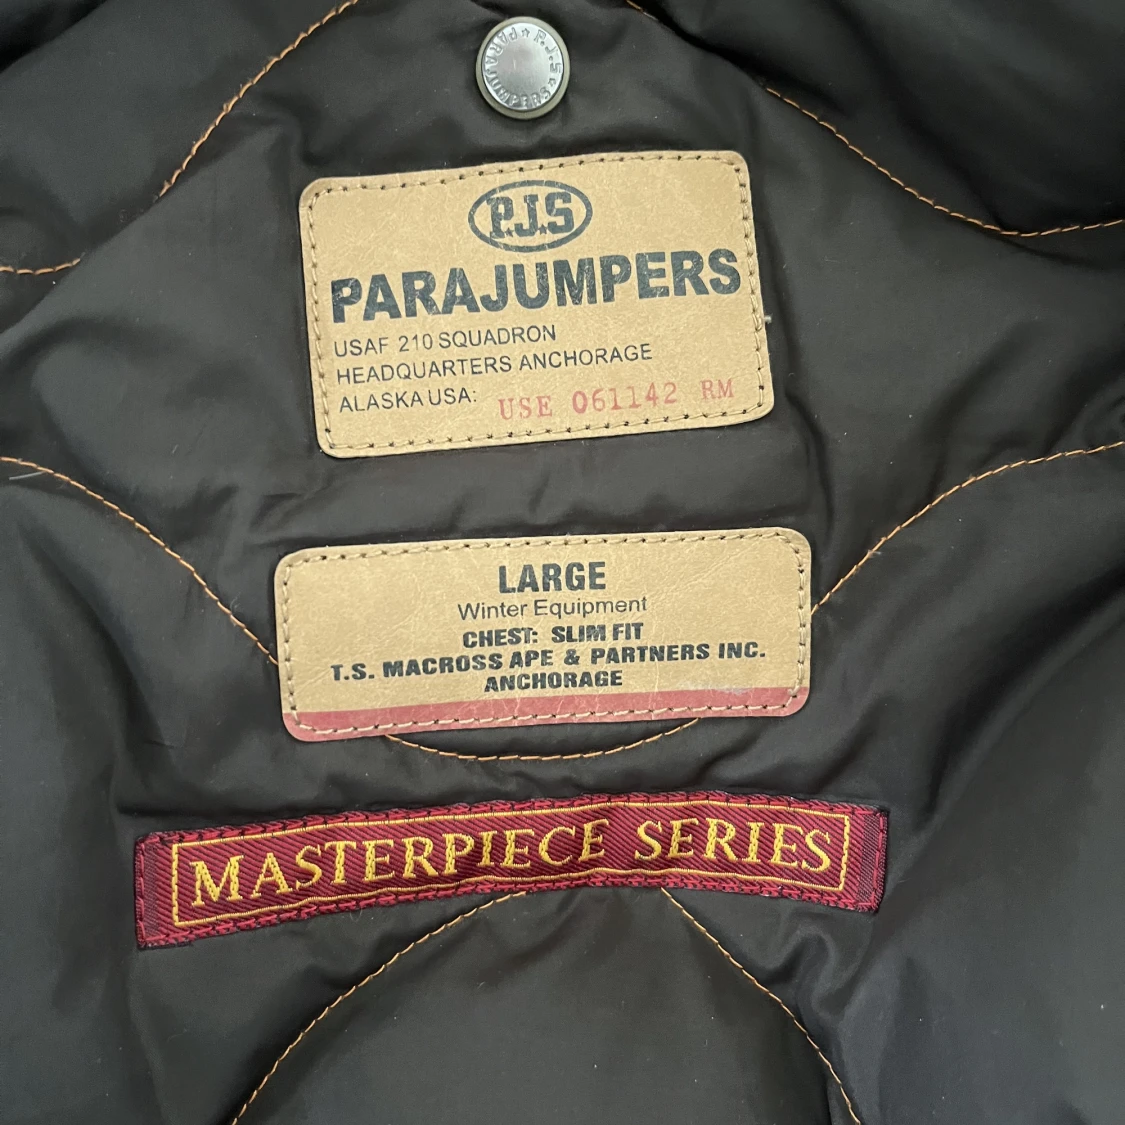 P.J.S ★ PARAJUMPERS ★
P.J.S
PARAJUMPERS
USAF 210 SQUADRON
HEADQUARTERS ANCHORAGE
ALASKA USA: USE 061142 RM
LARGE
Winter Equipment
CHEST: SLIM FIT
T.S. MACROSS APE & PARTNERS INC.
ANCHORAGE
MASTERPIECE SERIES